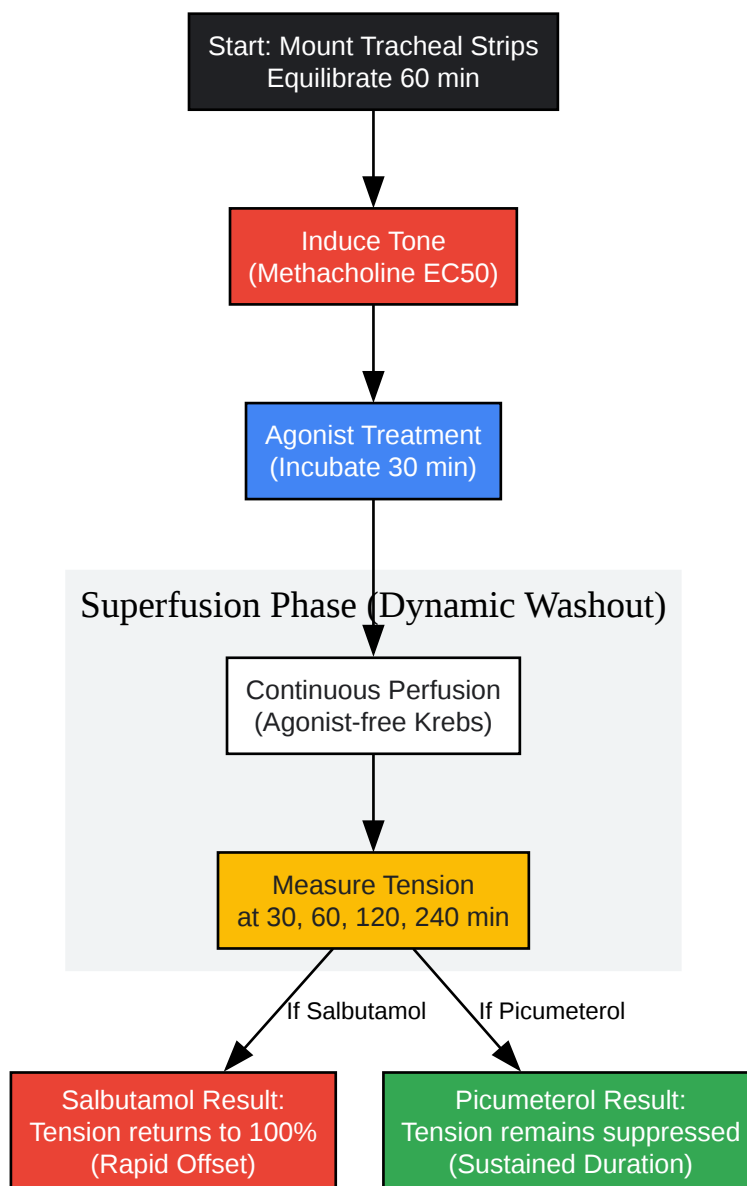 Start: Mount Tracheal Strips
Equilibrate 60 min
Induce Tone
(Methacholine EC50)
Agonist Treatment
(Incubate 30 min)
Superfusion Phase (Dynamic Washout)
Continuous Perfusion
(Agonist-free Krebs)
Measure Tension
at 30, 60, 120, 240 min
If Salbutamol
If Picumeterol
Salbutamol Result:
Tension returns to 100%
(Rapid Offset)
Picumeterol Result:
Tension remains suppressed
(Sustained Duration)